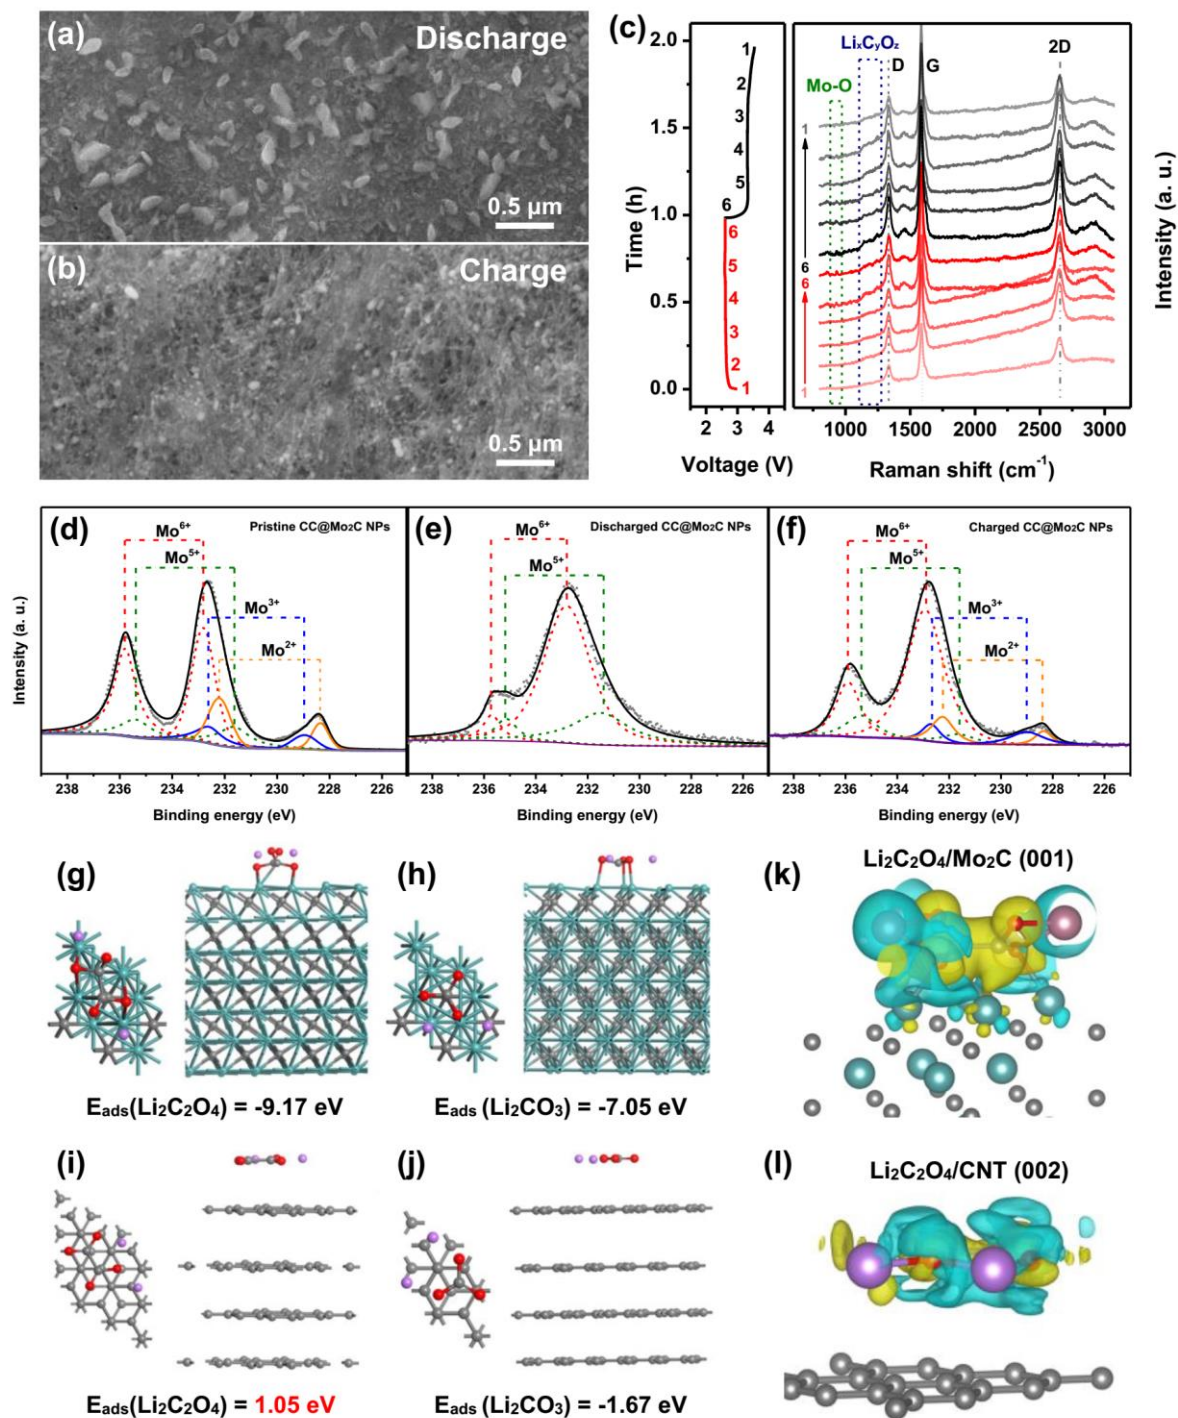 (a)
Discharge
0.5 µm
(b)
Charge
0.5 µm
(c)
Time (h)
2.0
1.5
1.0
0.5
0.0
1
2
3
4
5
6
6
5
4
3
2
1
2 3 4
Voltage (V)
LiₓCᵧO_z
Mo-O
D
G
2D
1
6
6
1
1000 1500 2000 2500 3000
Raman shift (cm⁻¹)
Intensity (a. u.)
Intensity (a. u.)
(d)
Pristine CC@Mo₂C NPs
Mo⁶⁺
Mo⁵⁺
Mo³⁺
Mo²⁺
238 236 234 232 230 228 226
Binding energy (eV)
(e)
Discharged CC@Mo₂C NPs
Mo⁶⁺
Mo⁵⁺
238 236 234 232 230 228 226
Binding energy (eV)
(f)
Charged CC@Mo₂C NPs
Mo⁶⁺
Mo⁵⁺
Mo³⁺
Mo²⁺
238 236 234 232 230 228 226
Binding energy (eV)
(g)
E_ads(Li₂C₂O₄) = -9.17 eV
(h)
E_ads (Li₂CO₃) = -7.05 eV
(k)
Li₂C₂O₄/Mo₂C (001)
(i)
E_ads(Li₂C₂O₄) = 1.05 eV
(j)
E_ads (Li₂CO₃) = -1.67 eV
(l)
Li₂C₂O₄/CNT (002)